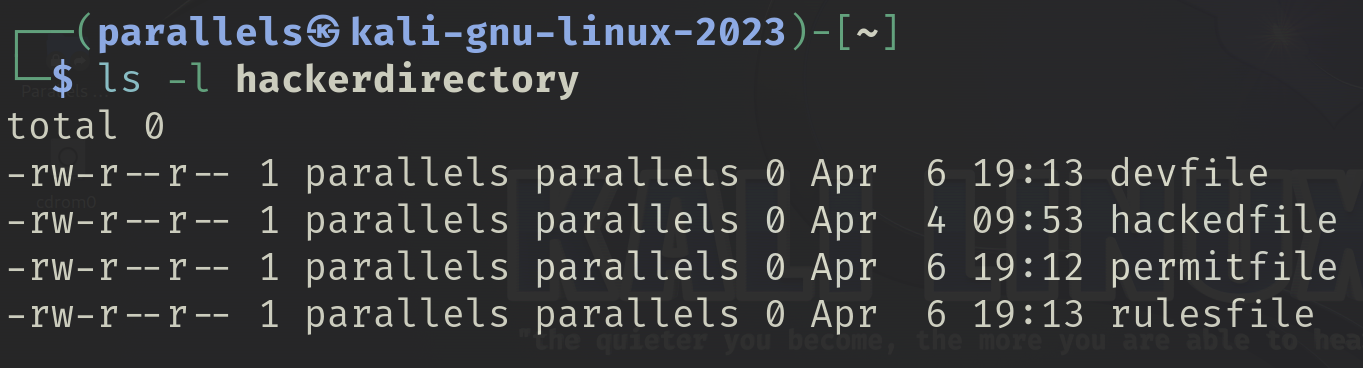 ┌──(parallels㉿kali-gnu-linux-2023)-[~]
└─$ ls -l hackerdirectory
total 0
-rw-r--r-- 1 parallels parallels 0 Apr  6 19:13 devfile
-rw-r--r-- 1 parallels parallels 0 Apr  4 09:53 hackedfile
-rw-r--r-- 1 parallels parallels 0 Apr  6 19:12 permitfile
-rw-r--r-- 1 parallels parallels 0 Apr  6 19:13 rulesfile
Parallels ...
cdrom0
KALI LINUX
"the quieter you become, the more you are able to hea